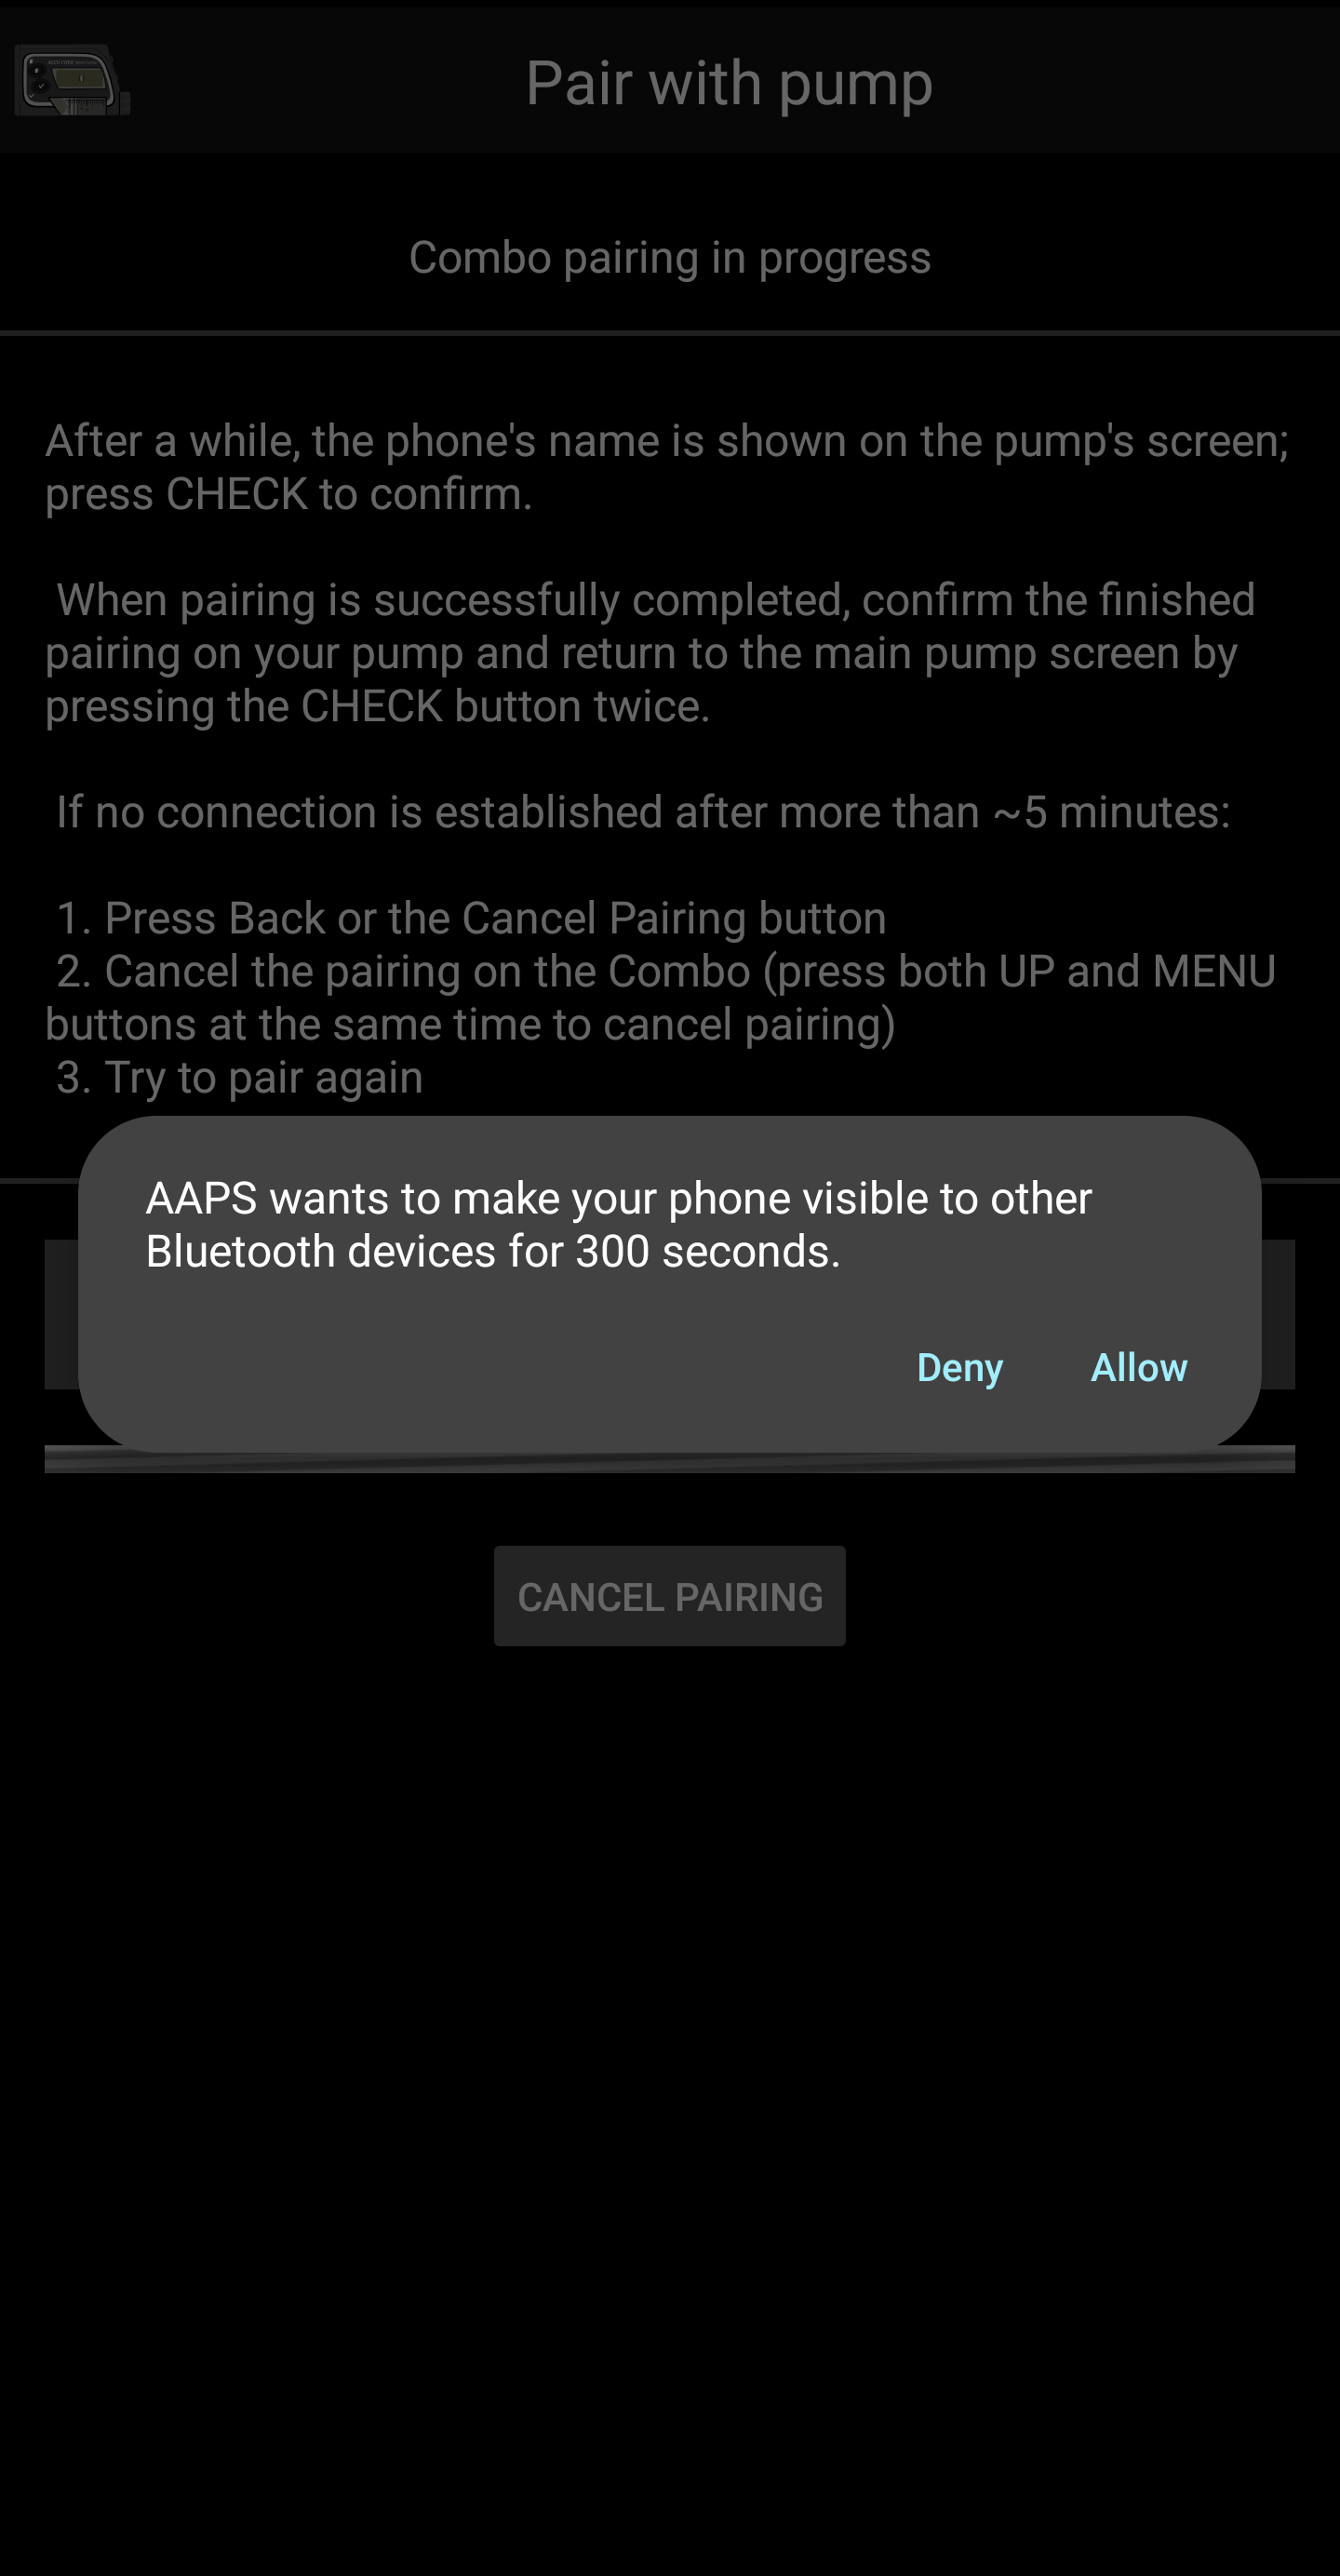 Pair with pump
Combo pairing in progress
After a while, the phone's name is shown on the pump's screen;
press CHECK to confirm.
When pairing is successfully completed, confirm the finished
pairing on your pump and return to the main pump screen by
pressing the CHECK button twice.
If no connection is established after more than ~5 minutes:
1. Press Back or the Cancel Pairing button
2. Cancel the pairing on the Combo (press both UP and MENU
buttons at the same time to cancel pairing)
3. Try to pair again
AAPS wants to make your phone visible to other
Bluetooth devices for 300 seconds.
Deny Allow
CANCEL PAIRING